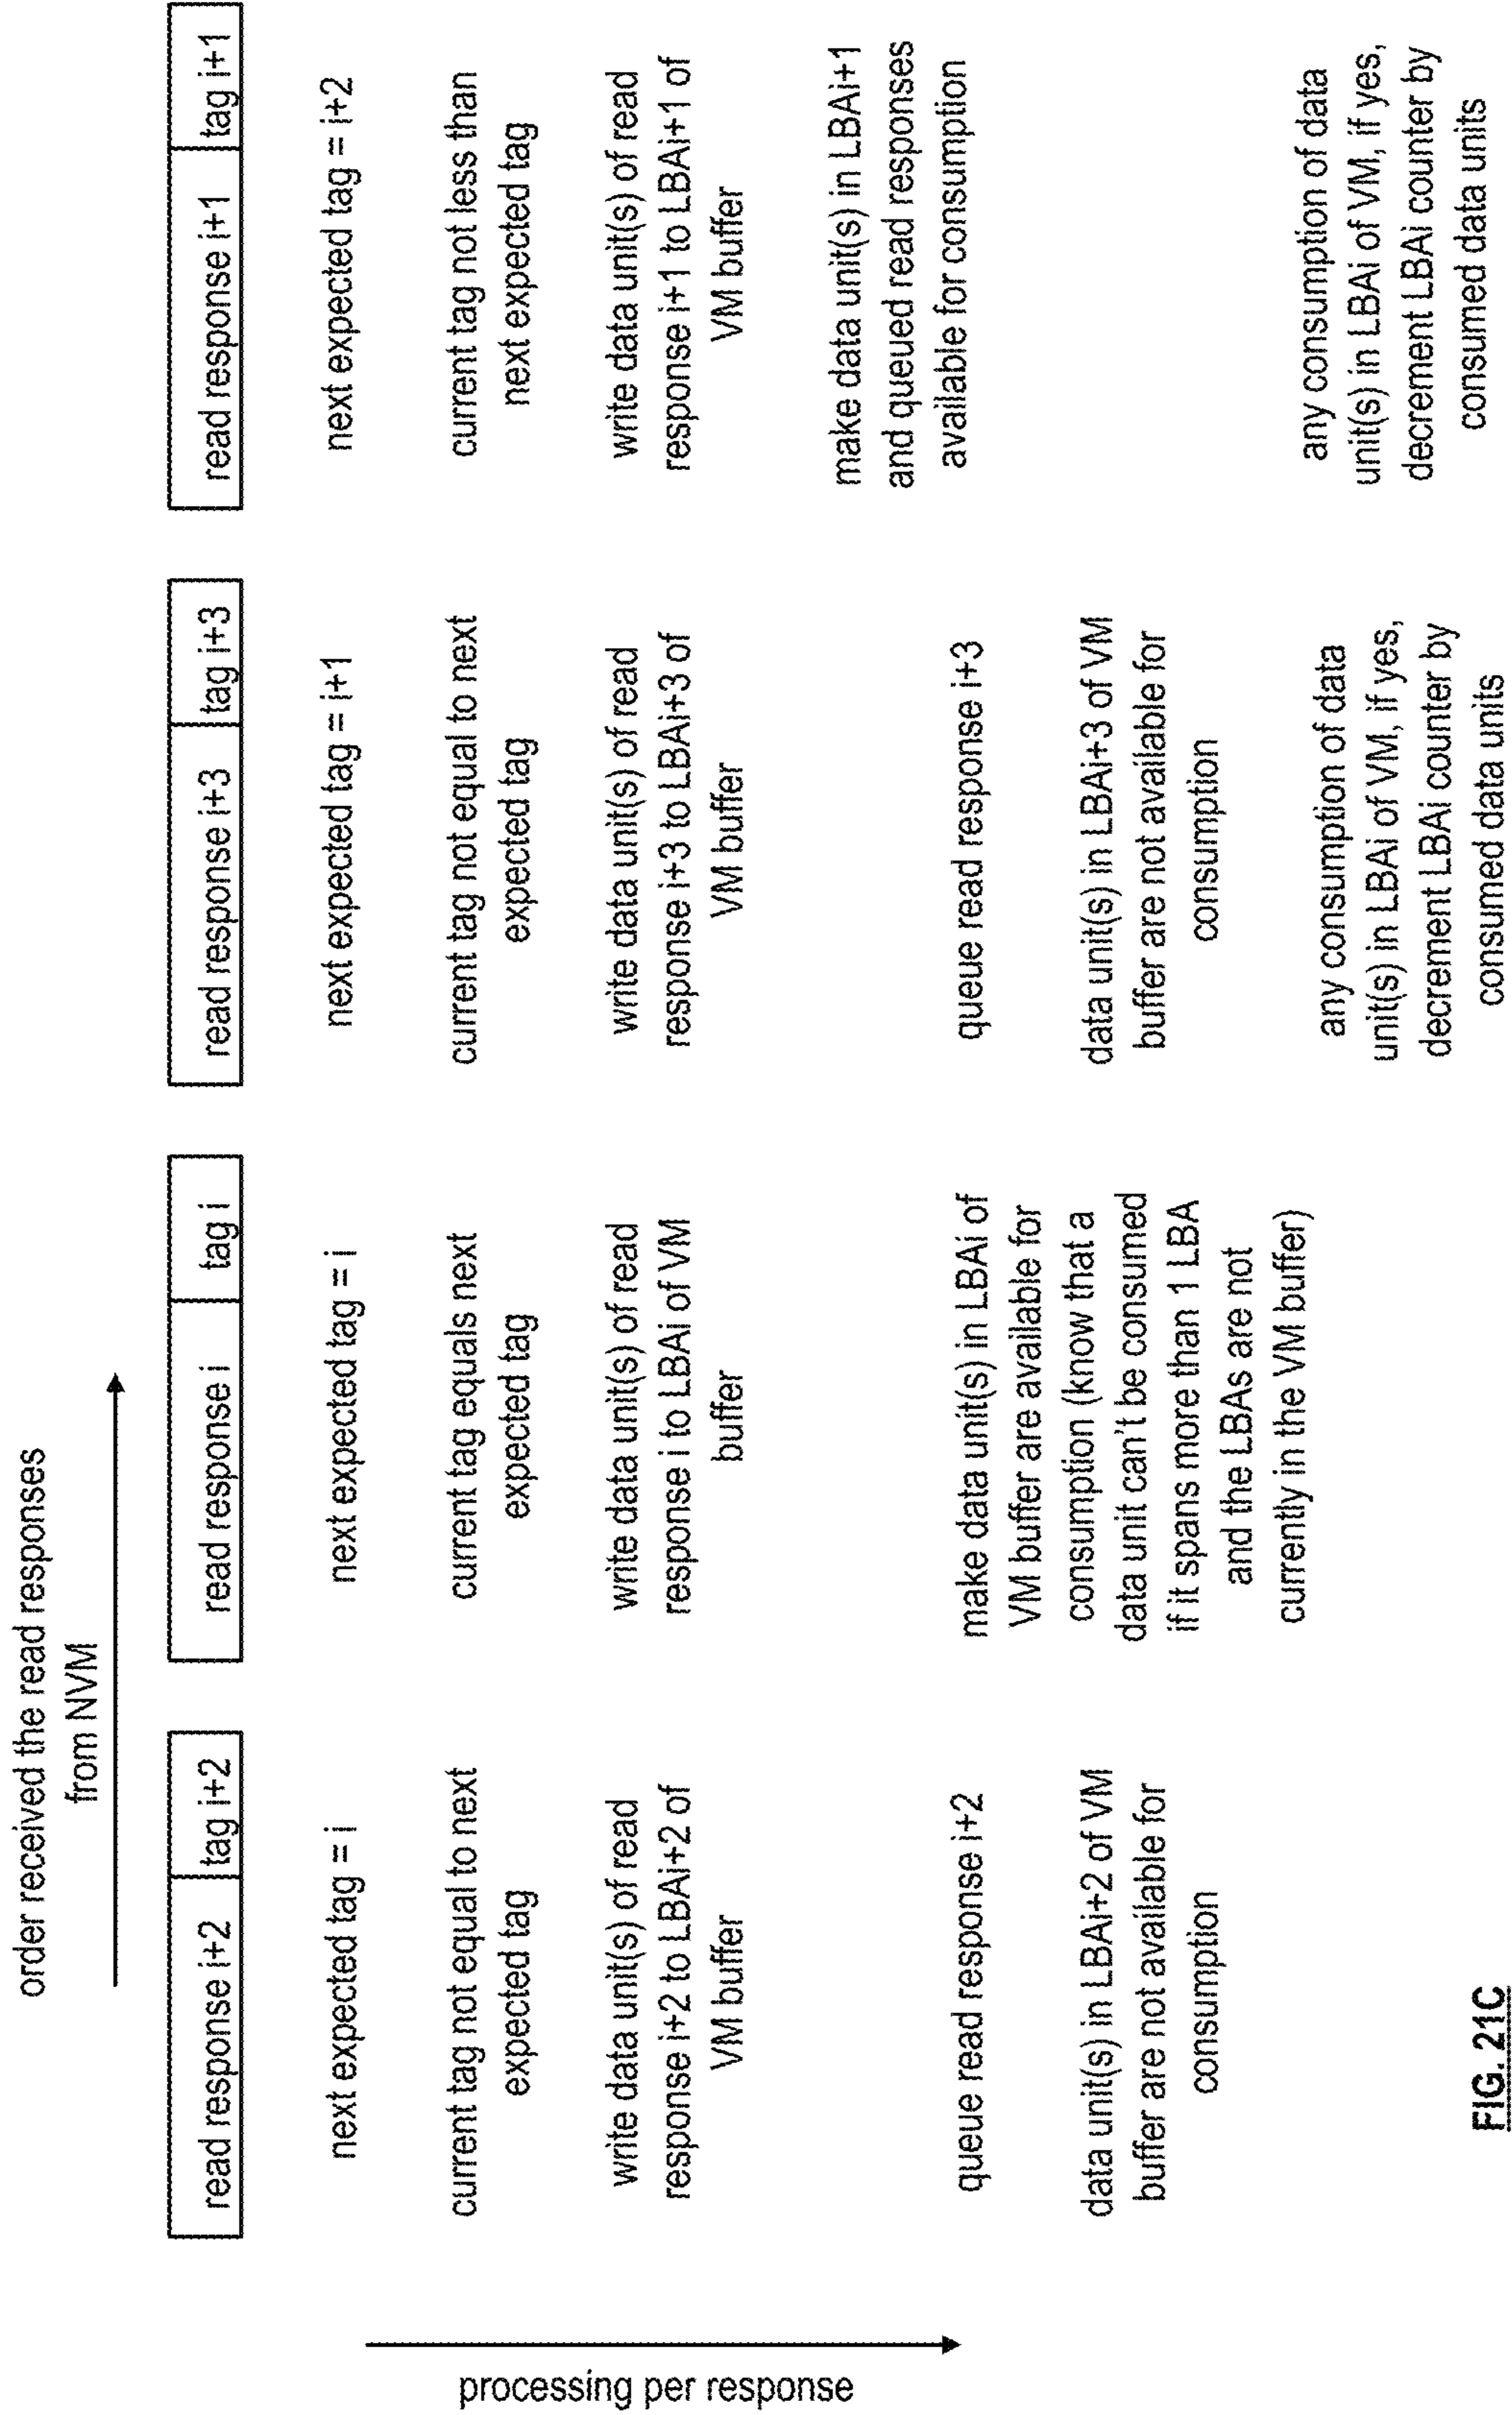 order received the read responses
from NVM
processing per response
read response i+2
tag i+2
next expected tag = i
current tag not equal to next
expected tag
write data unit(s) of read
response i+2 to LBAi+2 of
VM buffer
queue read response i+2
data unit(s) in LBAi+2 of VM
buffer are not available for
consumption
read response i
tag i
next expected tag = i
current tag equals next
expected tag
write data unit(s) of read
response i to LBAi of VM
buffer
make data unit(s) in LBAi of
VM buffer are available for
consumption (know that a
data unit can't be consumed
if it spans more than 1 LBA
and the LBAs are not
currently in the VM buffer)
read response i+3
tag i+3
next expected tag = i+1
current tag not equal to next
expected tag
write data unit(s) of read
response i+3 to LBAi+3 of
VM buffer
queue read response i+3
data unit(s) in LBAi+3 of VM
buffer are not available for
consumption
any consumption of data
unit(s) in LBAi of VM, if yes,
decrement LBAi counter by
consumed data units
read response i+1
tag i+1
next expected tag = i+2
current tag not less than
next expected tag
write data unit(s) of read
response i+1 to LBAi+1 of
VM buffer
make data unit(s) in LBAi+1
and queued read responses
available for consumption
any consumption of data
unit(s) in LBAi of VM, if yes,
decrement LBAi counter by
consumed data units
FIG. 21C